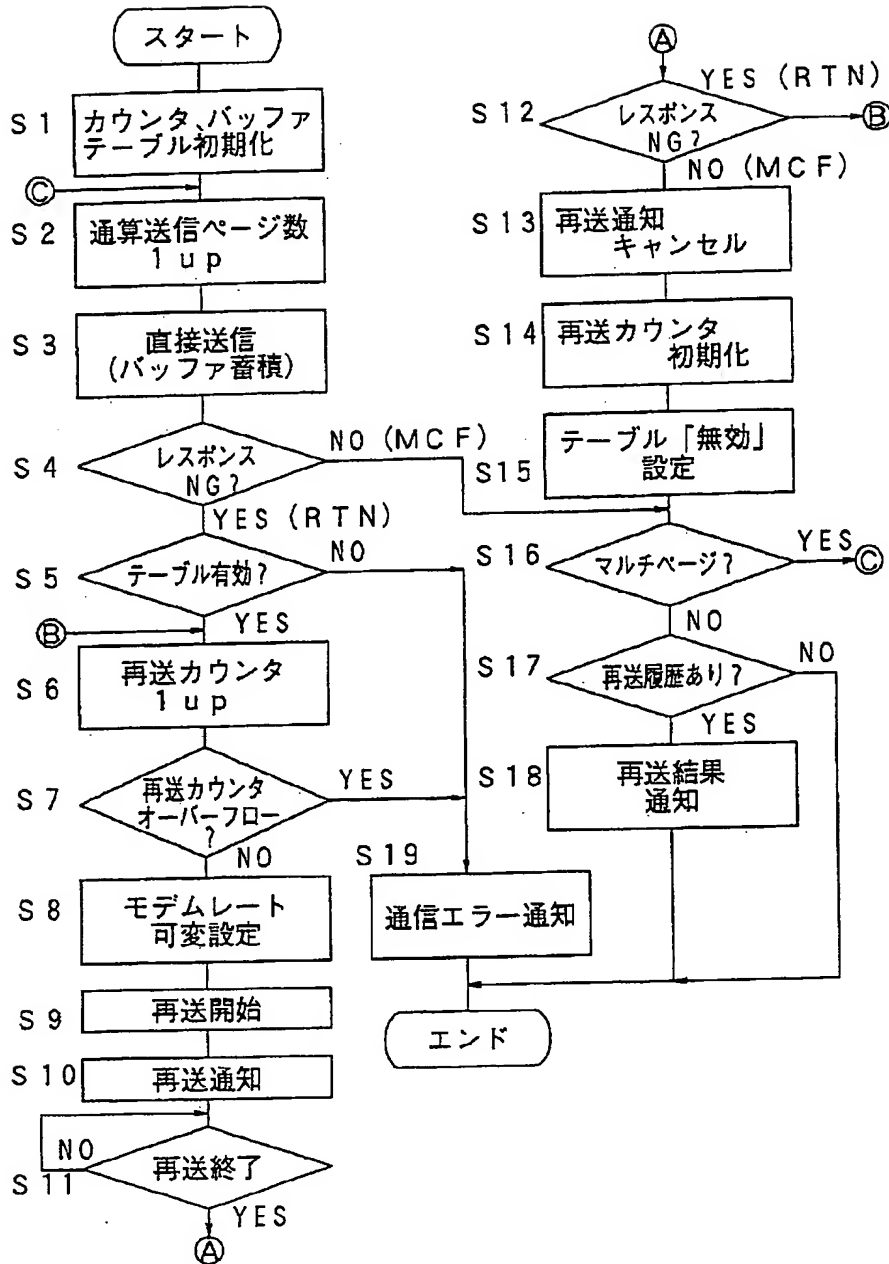 スタート
S1
カウンタ、バッファ
テーブル初期化
C
S2
通算送信ページ数
1up
S3
直接送信
(バッファ蓄積)
S4
レスポンス
NG?
NO (MCF)
YES (RTN)
S5
テーブル有効?
NO
B
YES
S6
再送カウンタ
1up
S7
再送カウンタ
オーバーフロー
?
YES
NO
S8
モデムレート
可変設定
S9
再送開始
S10
再送通知
NO
S11
再送終了
YES
A
A
S12
レスポンス
NG?
YES (RTN)
B
NO (MCF)
S13
再送通知
キャンセル
S14
再送カウンタ
初期化
S15
テーブル「無効」
設定
S16
マルチページ?
YES
C
NO
S17
再送履歴あり?
NO
YES
S18
再送結果
通知
S19
通信エラー通知
エンド